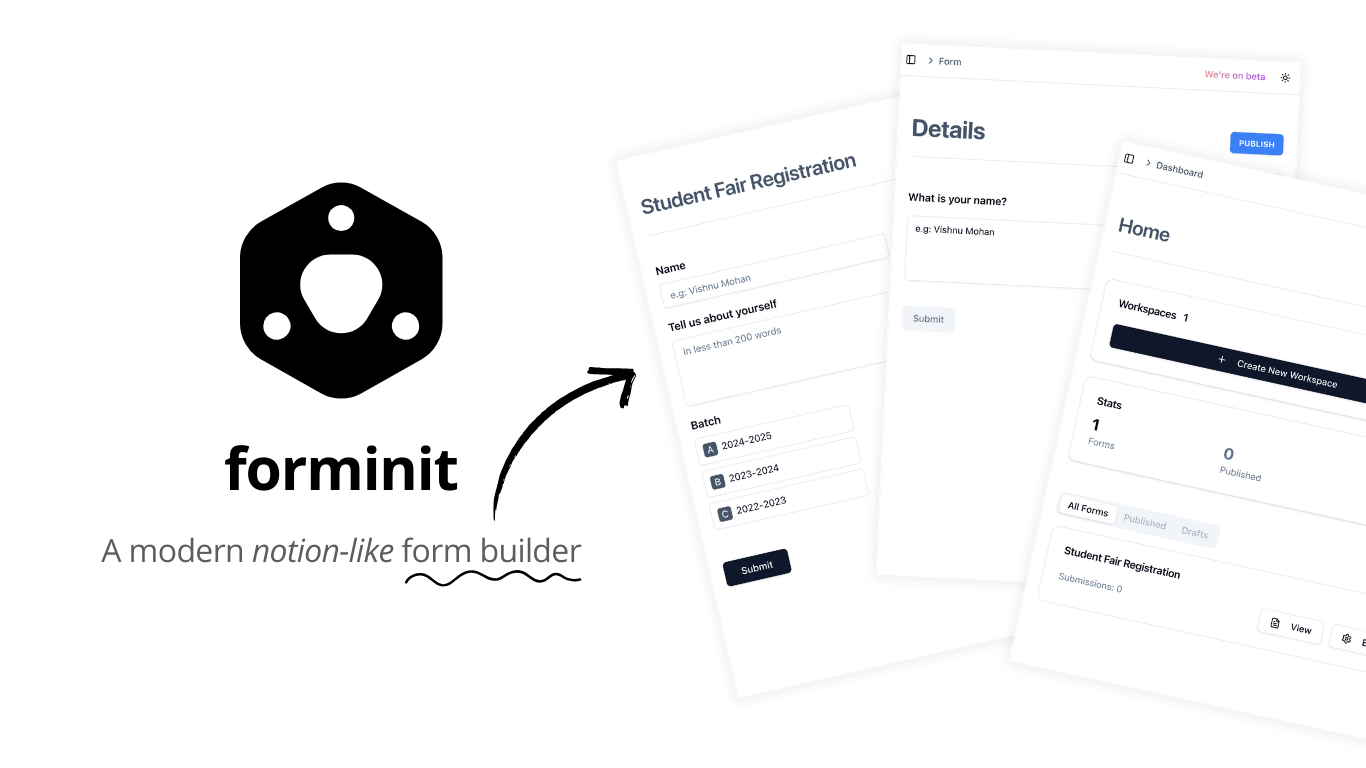 forminit
A modern notion-like form builder
Student Fair Registration
Name
e.g: Vishnu Mohan
Tell us about yourself
In less than 200 words
Batch
A 2024-2025
B 2023-2024
C 2022-2023
Submit
Form
We're on beta
Details
PUBLISH
What is your name?
e.g: Vishnu Mohan
Submit
Dashboard
Home
Workspaces 1
+ Create New Workspace
Stats
1
Forms
0
Published
All Forms Published Drafts
Student Fair Registration
Submissions: 0
View